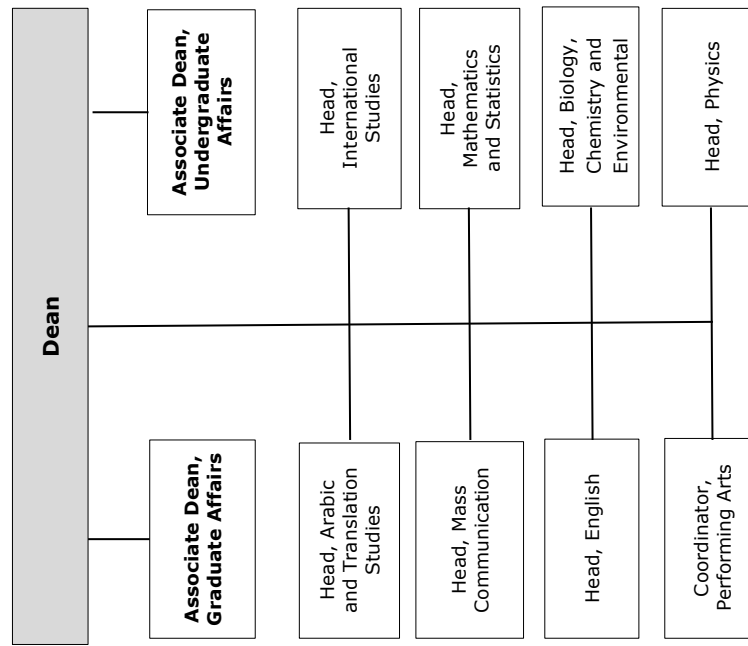 Dean
Associate Dean,
Graduate Affairs
Associate Dean,
Undergraduate
Affairs
Head, Arabic
and Translation
Studies
Head,
International
Studies
Head, Mass
Communication
Head,
Mathematics
and Statistics
Head, English
Head, Biology,
Chemistry and
Environmental
Coordinator,
Performing Arts
Head, Physics